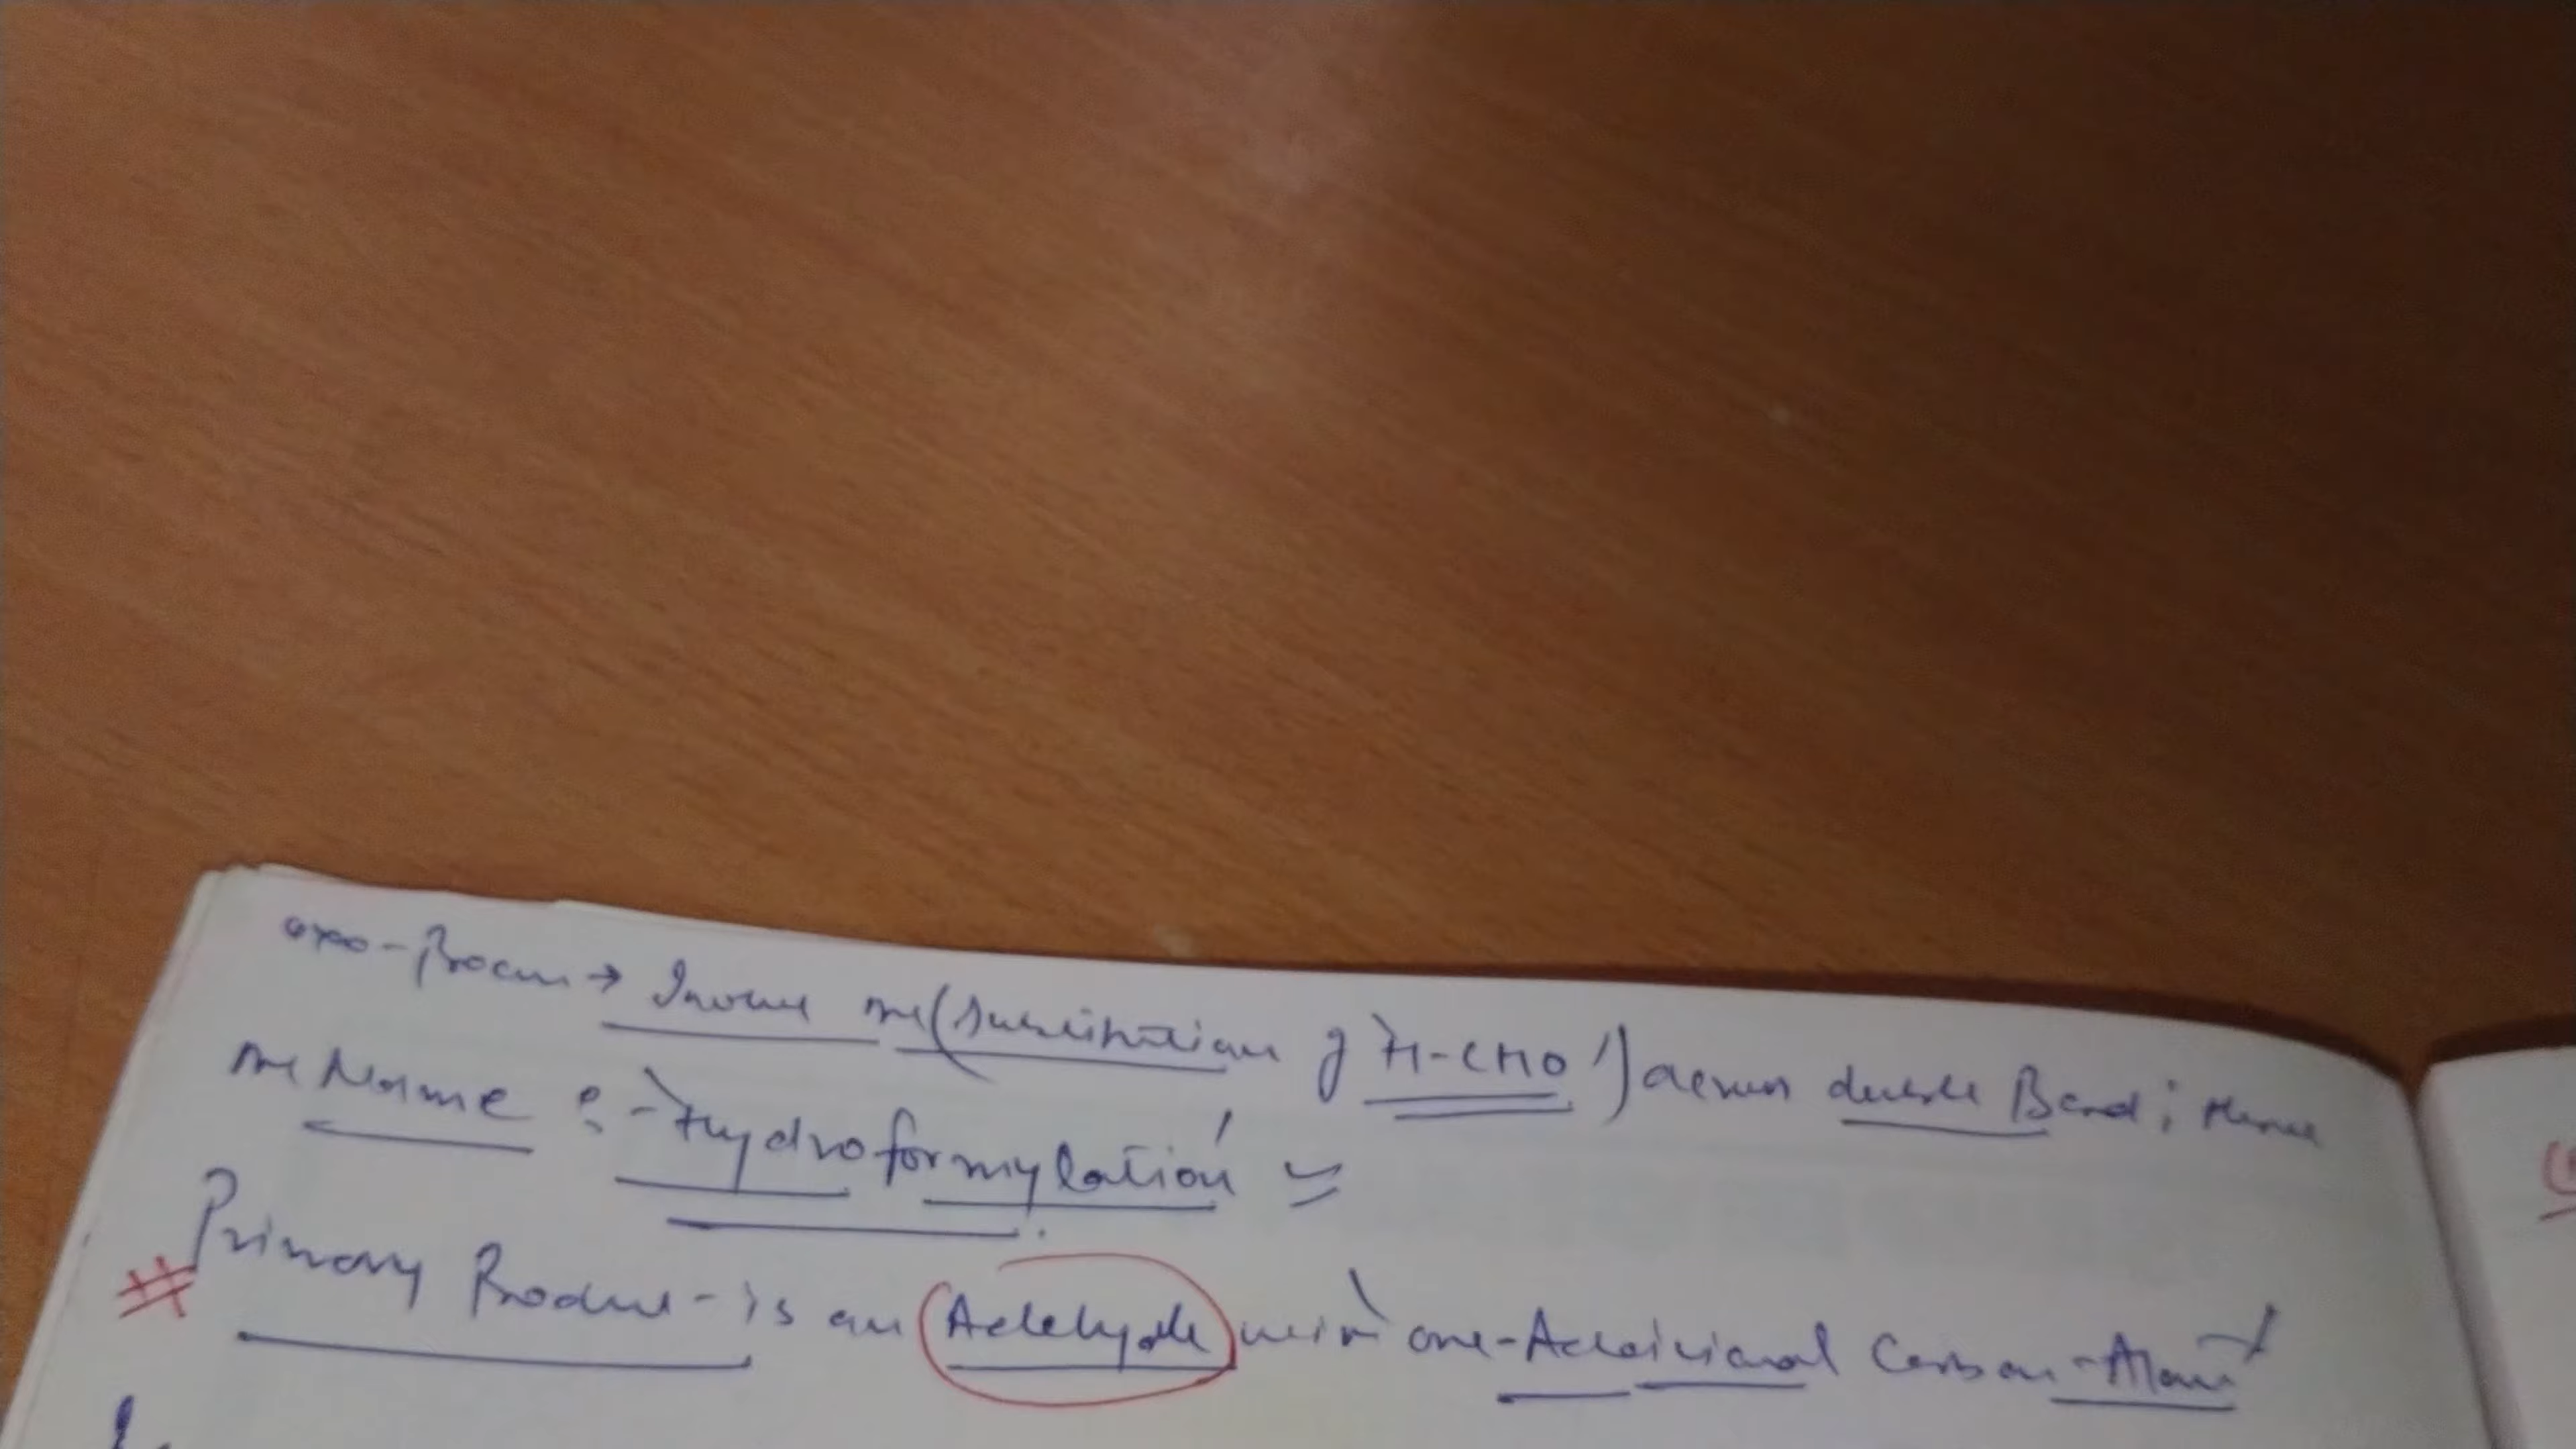 oxo-Process → Involve the (substitution of 'H-CHO') across double Bond; Hence
the Name :- 'Hydroformylation'
# Primary Product - is an Aldehyde with one-Additional Carbon-Atom